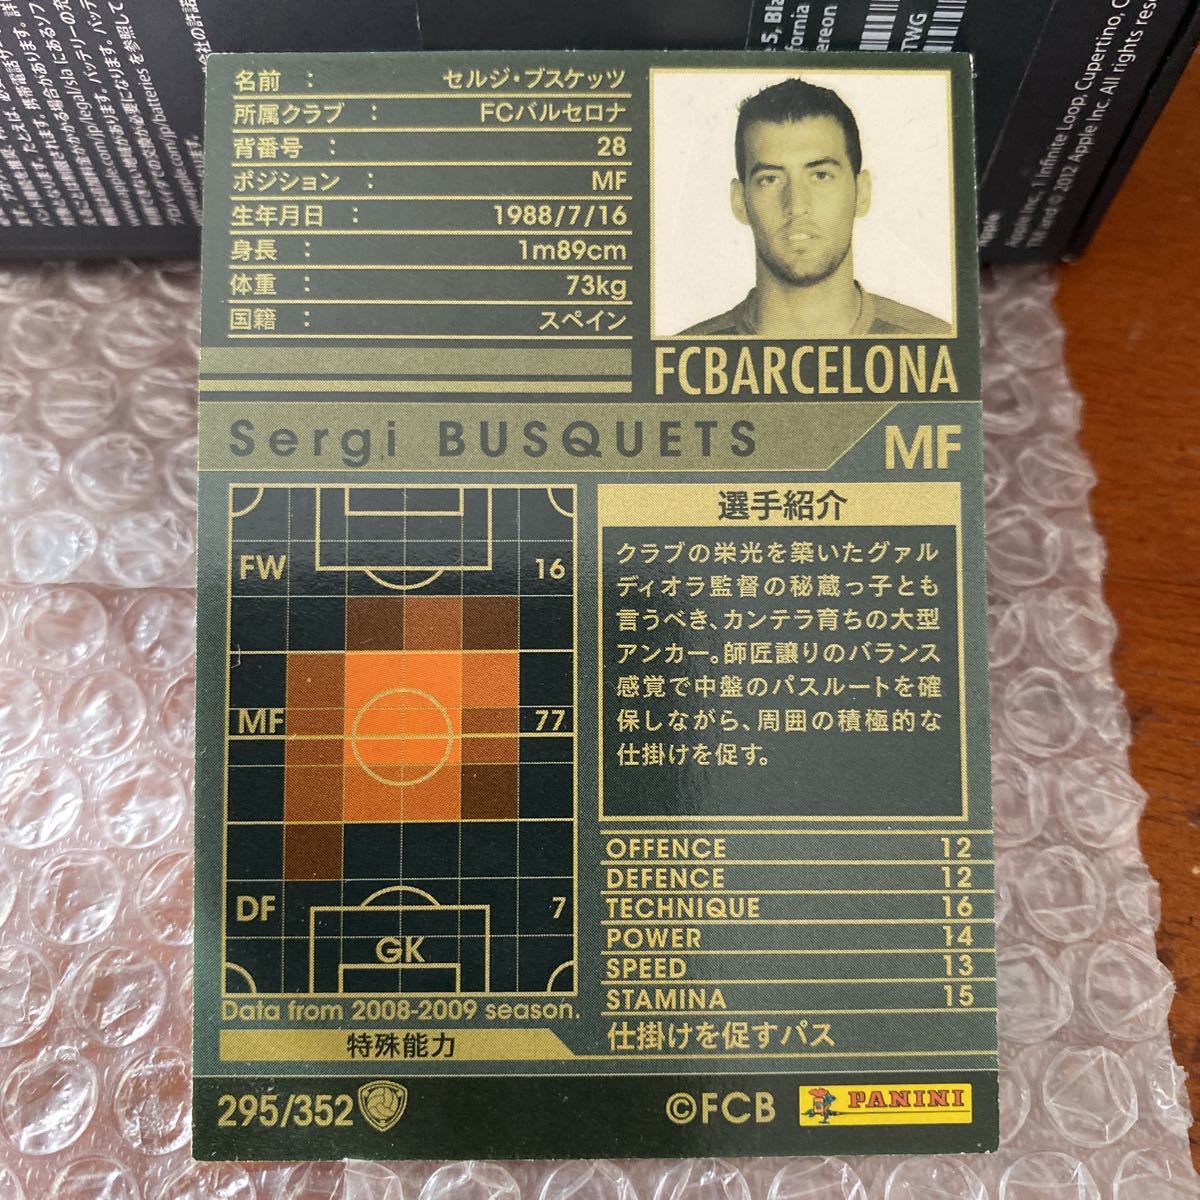 名前 : セルジ・ブスケッツ
所属クラブ : FCバルセロナ
背番号 : 28
ポジション : MF
生年月日 : 1988/7/16
身長 : 1m89cm
体重 : 73kg
国籍 : スペイン
FCBARCELONA
Sergi BUSQUETS
MF
FW 16
MF 77
DF 7
GK
Data from 2008-2009 season.
選手紹介
クラブの栄光を築いたグァル
ディオラ監督の秘蔵っ子とも
言うべき、カンテラ育ちの大型
アンカー。師匠譲りのバランス
感覚で中盤のパスルートを確
保しながら、周囲の積極的な
仕掛けを促す。
OFFENCE 12
DEFENCE 12
TECHNIQUE 16
POWER 14
SPEED 13
STAMINA 15
特殊能力
仕掛けを促すパス
295/352
©FCB
PANINI
Apple Inc. 1 Infinite Loop, Cupertino,
© 2012 Apple Inc. All rights